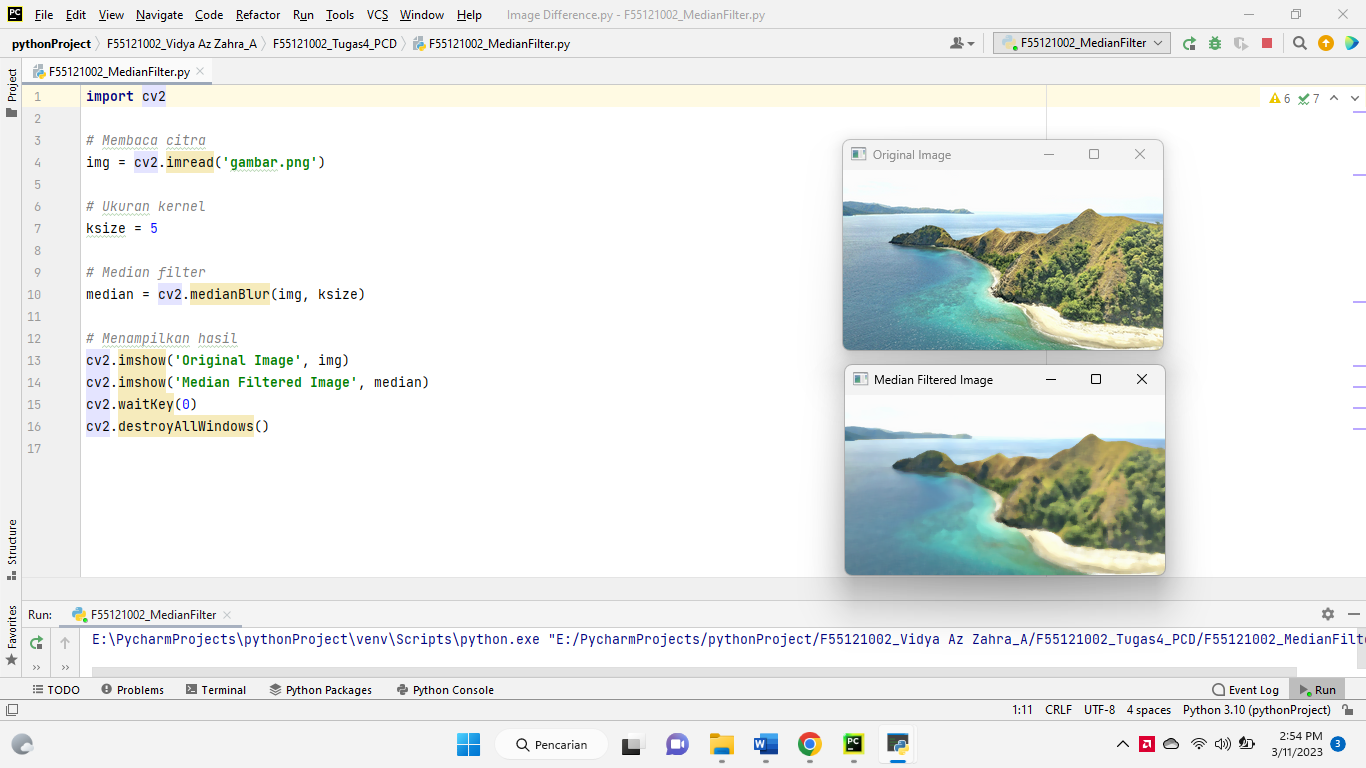 File Edit View Navigate Code Refactor Run Tools VCS Window Help Image Difference.py - F55121002_MedianFilter.py
pythonProject F55121002_Vidya Az Zahra_A F55121002_Tugas4_PCD F55121002_MedianFilter.py F55121002_MedianFilter
Project
F55121002_MedianFilter.py
6 7
1 import cv2
2
3 # Membaca citra
4 img = cv2.imread('gambar.png')
5
6 # Ukuran kernel
7 ksize = 5
8
9 # Median filter
10 median = cv2.medianBlur(img, ksize)
11
12 # Menampilkan hasil
13 cv2.imshow('Original Image', img)
14 cv2.imshow('Median Filtered Image', median)
15 cv2.waitKey(0)
16 cv2.destroyAllWindows()
17
Original Image
Median Filtered Image
Structure
Favorites
Run: F55121002_MedianFilter
E:\PycharmProjects\pythonProject\venv\Scripts\python.exe "E:/PycharmProjects/pythonProject/F55121002_Vidya Az Zahra_A/F55121002_Tugas4_PCD/F55121002_MedianFilte
TODO Problems Terminal Python Packages Python Console Event Log Run
1:11 CRLF UTF-8 4 spaces Python 3.10 (pythonProject)
Pencarian
2:54 PM
3/11/2023 3